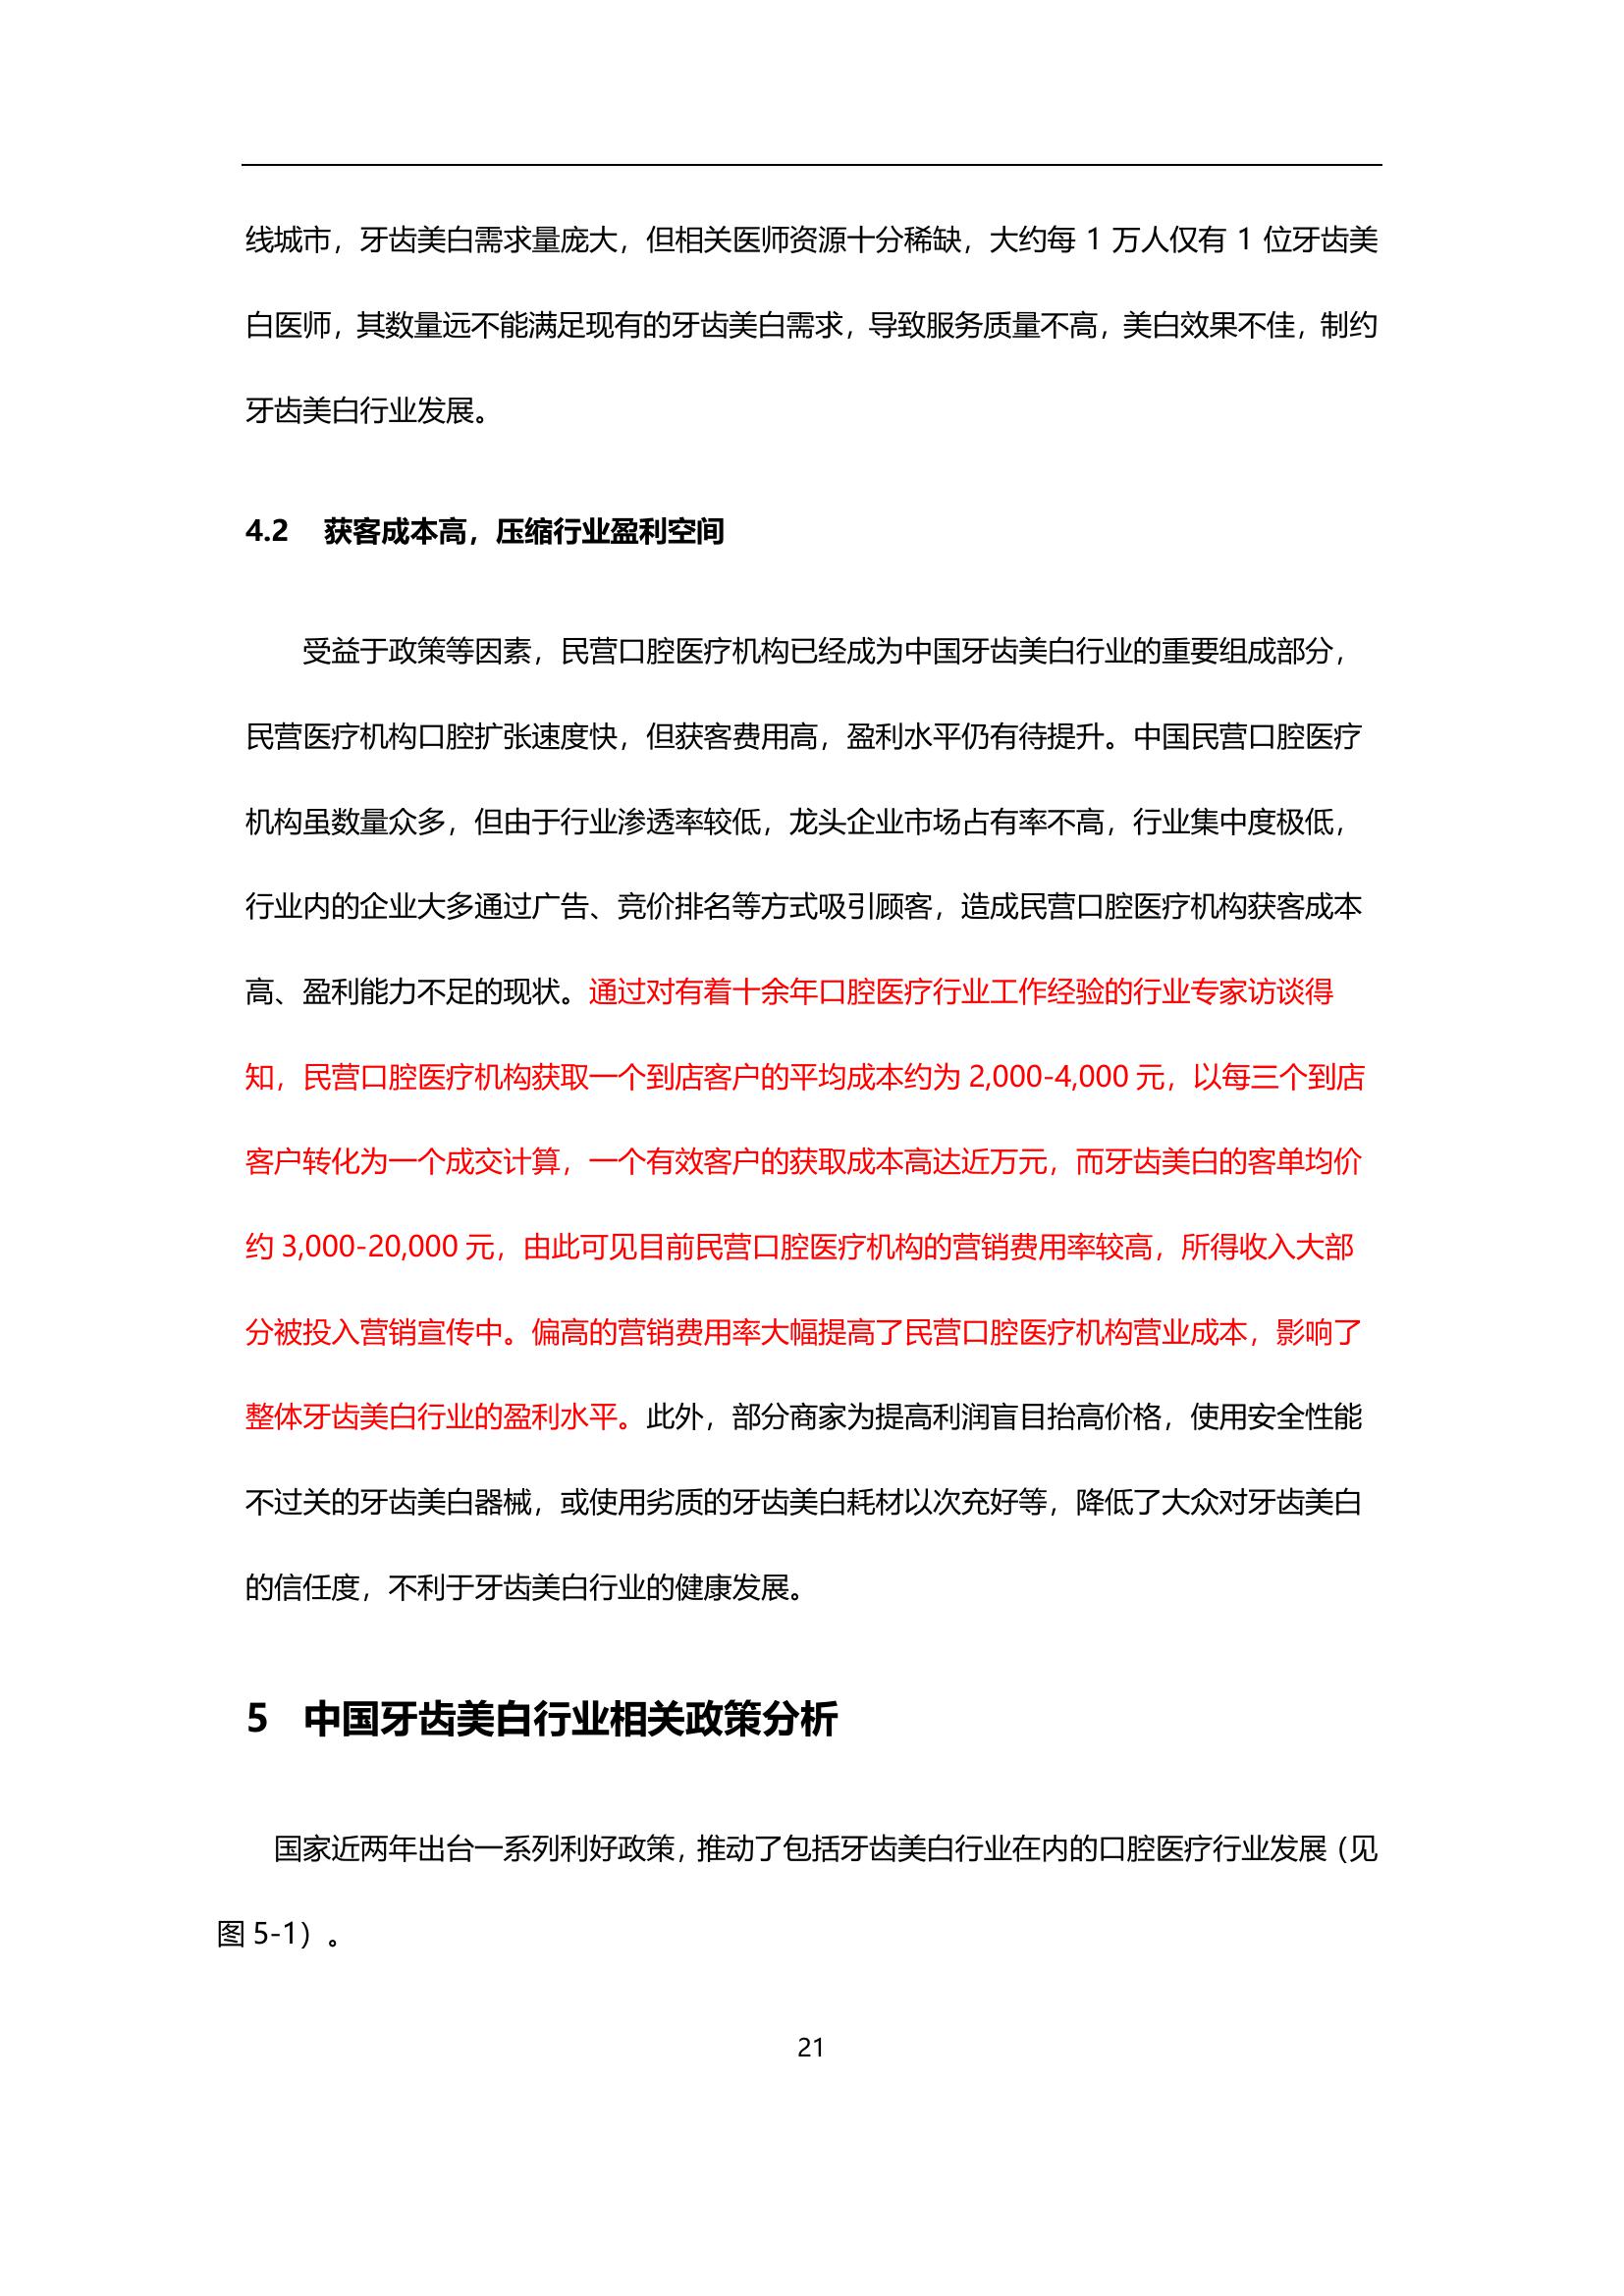 线城市，牙齿美白需求量庞大，但相关医师资源十分稀缺，大约每 1 万人仅有 1 位牙齿美
白医师，其数量远不能满足现有的牙齿美白需求，导致服务质量不高，美白效果不佳，制约
牙齿美白行业发展。
4.2 获客成本高，压缩行业盈利空间
受益于政策等因素，民营口腔医疗机构已经成为中国牙齿美白行业的重要组成部分，
民营医疗机构口腔扩张速度快，但获客费用高，盈利水平仍有待提升。中国民营口腔医疗
机构虽数量众多，但由于行业渗透率较低，龙头企业市场占有率不高，行业集中度极低，
行业内的企业大多通过广告、竞价排名等方式吸引顾客，造成民营口腔医疗机构获客成本
高、盈利能力不足的现状。通过对有着十余年口腔医疗行业工作经验的行业专家访谈得
知，民营口腔医疗机构获取一个到店客户的平均成本约为 2,000-4,000 元，以每三个到店
客户转化为一个成交计算，一个有效客户的获取成本高达近万元，而牙齿美白的客单均价
约 3,000-20,000 元，由此可见目前民营口腔医疗机构的营销费用率较高，所得收入大部
分被投入营销宣传中。偏高的营销费用率大幅提高了民营口腔医疗机构营业成本，影响了
整体牙齿美白行业的盈利水平。此外，部分商家为提高利润盲目抬高价格，使用安全性能
不过关的牙齿美白器械，或使用劣质的牙齿美白耗材以次充好等，降低了大众对牙齿美白
的信任度，不利于牙齿美白行业的健康发展。
5 中国牙齿美白行业相关政策分析
国家近两年出台一系列利好政策，推动了包括牙齿美白行业在内的口腔医疗行业发展（见
图 5-1）。
21